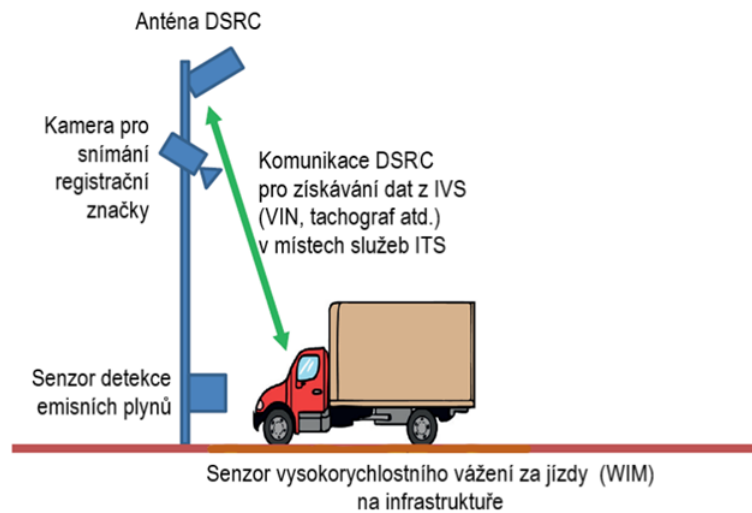 Anténa DSRC
Kamera pro
snímání
registrační
značky
Komunikace DSRC
pro získávání dat z IVS
(VIN, tachograf atd.)
v místech služeb ITS
Senzor detekce
emisních plynů
Senzor vysokorychlostního vážení za jízdy (WIM)
na infrastruktuře